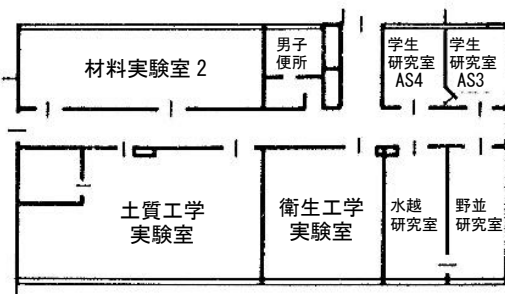 材料実験室２
男子
便所
学生
研究室
AS4
学生
研究室
AS3
土質工学
実験室
衛生工学
実験室
水越
研究室
野並
研究室